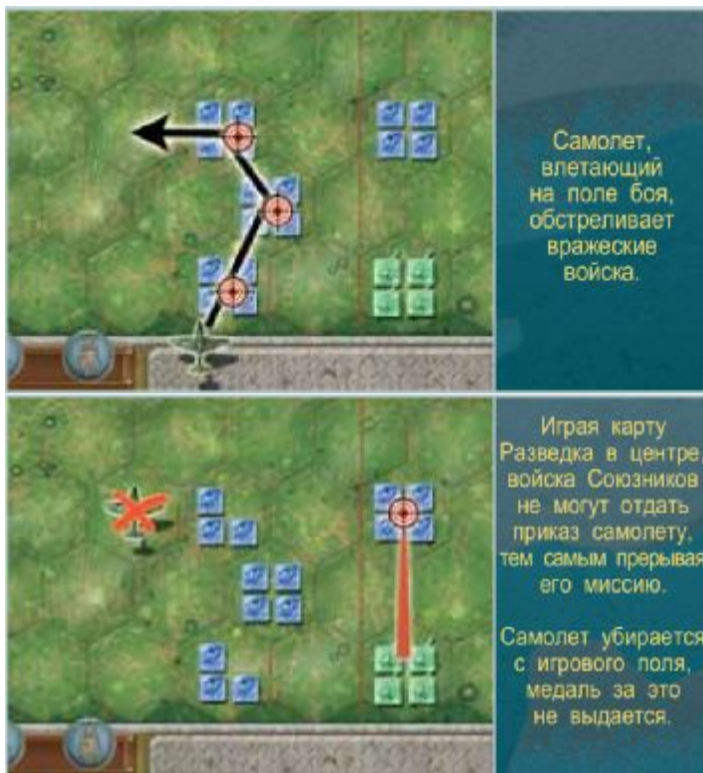 Самолет,
влетающий
на поле боя,
обстреливает
вражеские
войска.
Играя карту
Разведка в центре,
войска Союзников
не могут отдать
приказ самолету,
тем самым прерывая
его миссию.
Самолет убирается
с игрового поля,
медаль за это
не выдается.